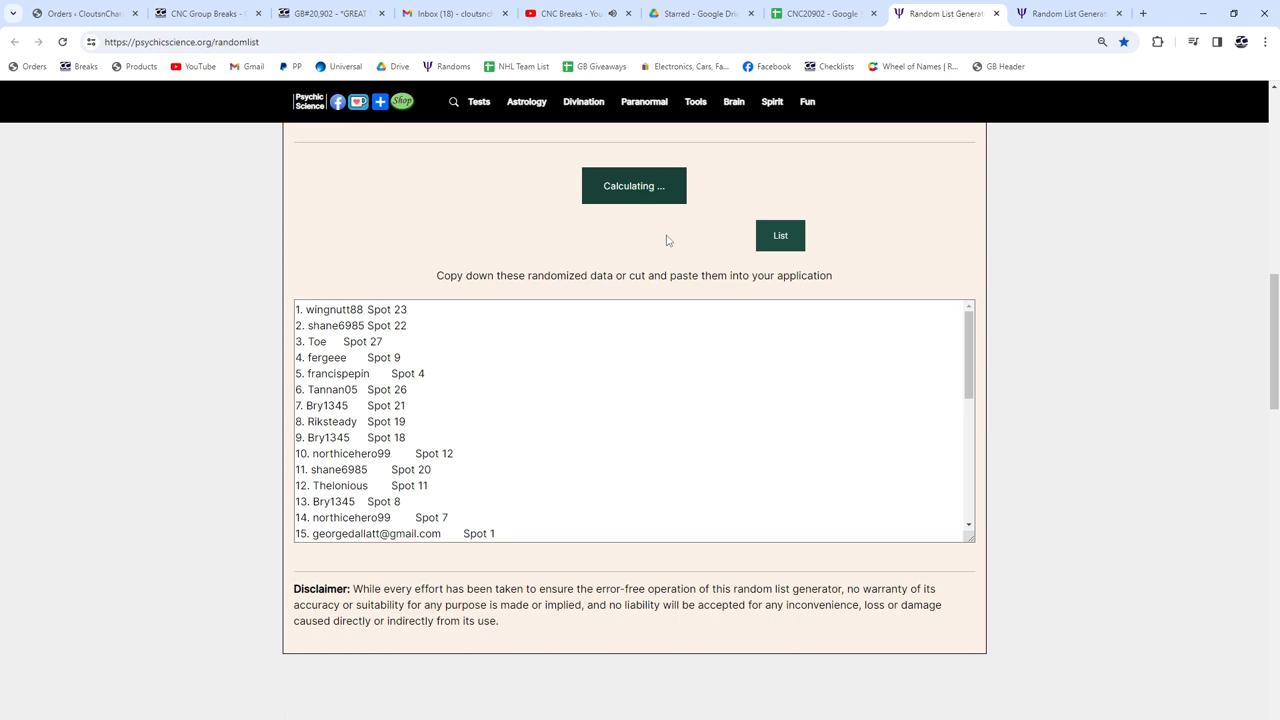 Orders ‹ CloutsnChan
CNC Group Breaks -
GB#20,902 - "GREAT
Inbox (18) - cloutsncl
CNC Breaks - You
Starred - Google Dri
CNC20902 - Google
Random List Generat
Random List Generat
https://psychicscience.org/randomlist
Orders
Breaks
Products
YouTube
Gmail
PP
Universal
Drive
Randoms
NHL Team List
GB Giveaways
Electronics, Cars, Fa...
Facebook
Checklists
Wheel of Names | R...
GB Header
Psychic
Science
Shop
Tests
Astrology
Divination
Paranormal
Tools
Brain
Spirit
Fun
Calculating ...
List
Copy down these randomized data or cut and paste them into your application
1. wingnutt88 Spot 23
2. shane6985 Spot 22
3. Toe Spot 27
4. fergeee Spot 9
5. francispepin Spot 4
6. Tannan05 Spot 26
7. Bry1345 Spot 21
8. Riksteady Spot 19
9. Bry1345 Spot 18
10. northicehero99 Spot 12
11. shane6985 Spot 20
12. Thelonious Spot 11
13. Bry1345 Spot 8
14. northicehero99 Spot 7
15. georgedallatt@gmail.com Spot 1
Disclaimer: While every effort has been taken to ensure the error-free operation of this random list generator, no warranty of its
accuracy or suitability for any purpose is made or implied, and no liability will be accepted for any inconvenience, loss or damage
caused directly or indirectly from its use.